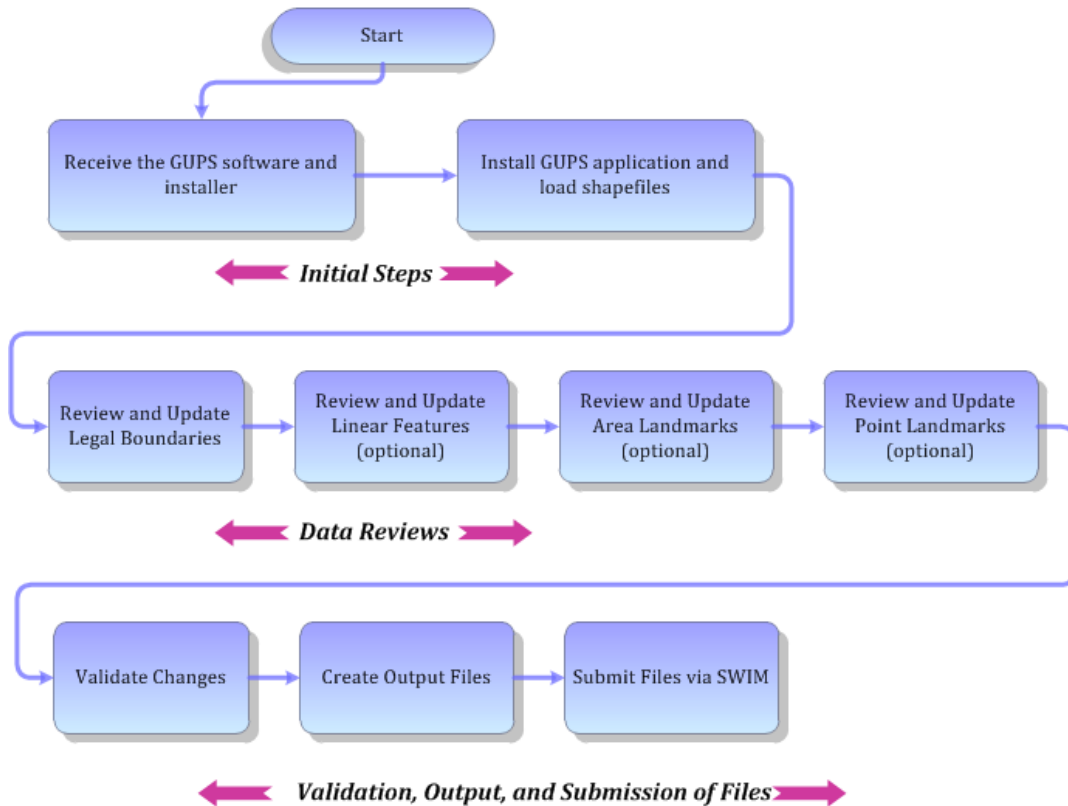 Start
Receive the GUPS software and
installer
Install GUPS application and
load shapefiles
Initial Steps
Review and Update
Legal Boundaries
Review and Update
Linear Features
(optional)
Review and Update
Area Landmarks
(optional)
Review and Update
Point Landmarks
(optional)
Data Reviews
Validate Changes
Create Output Files
Submit Files via SWIM
Validation, Output, and Submission of Files